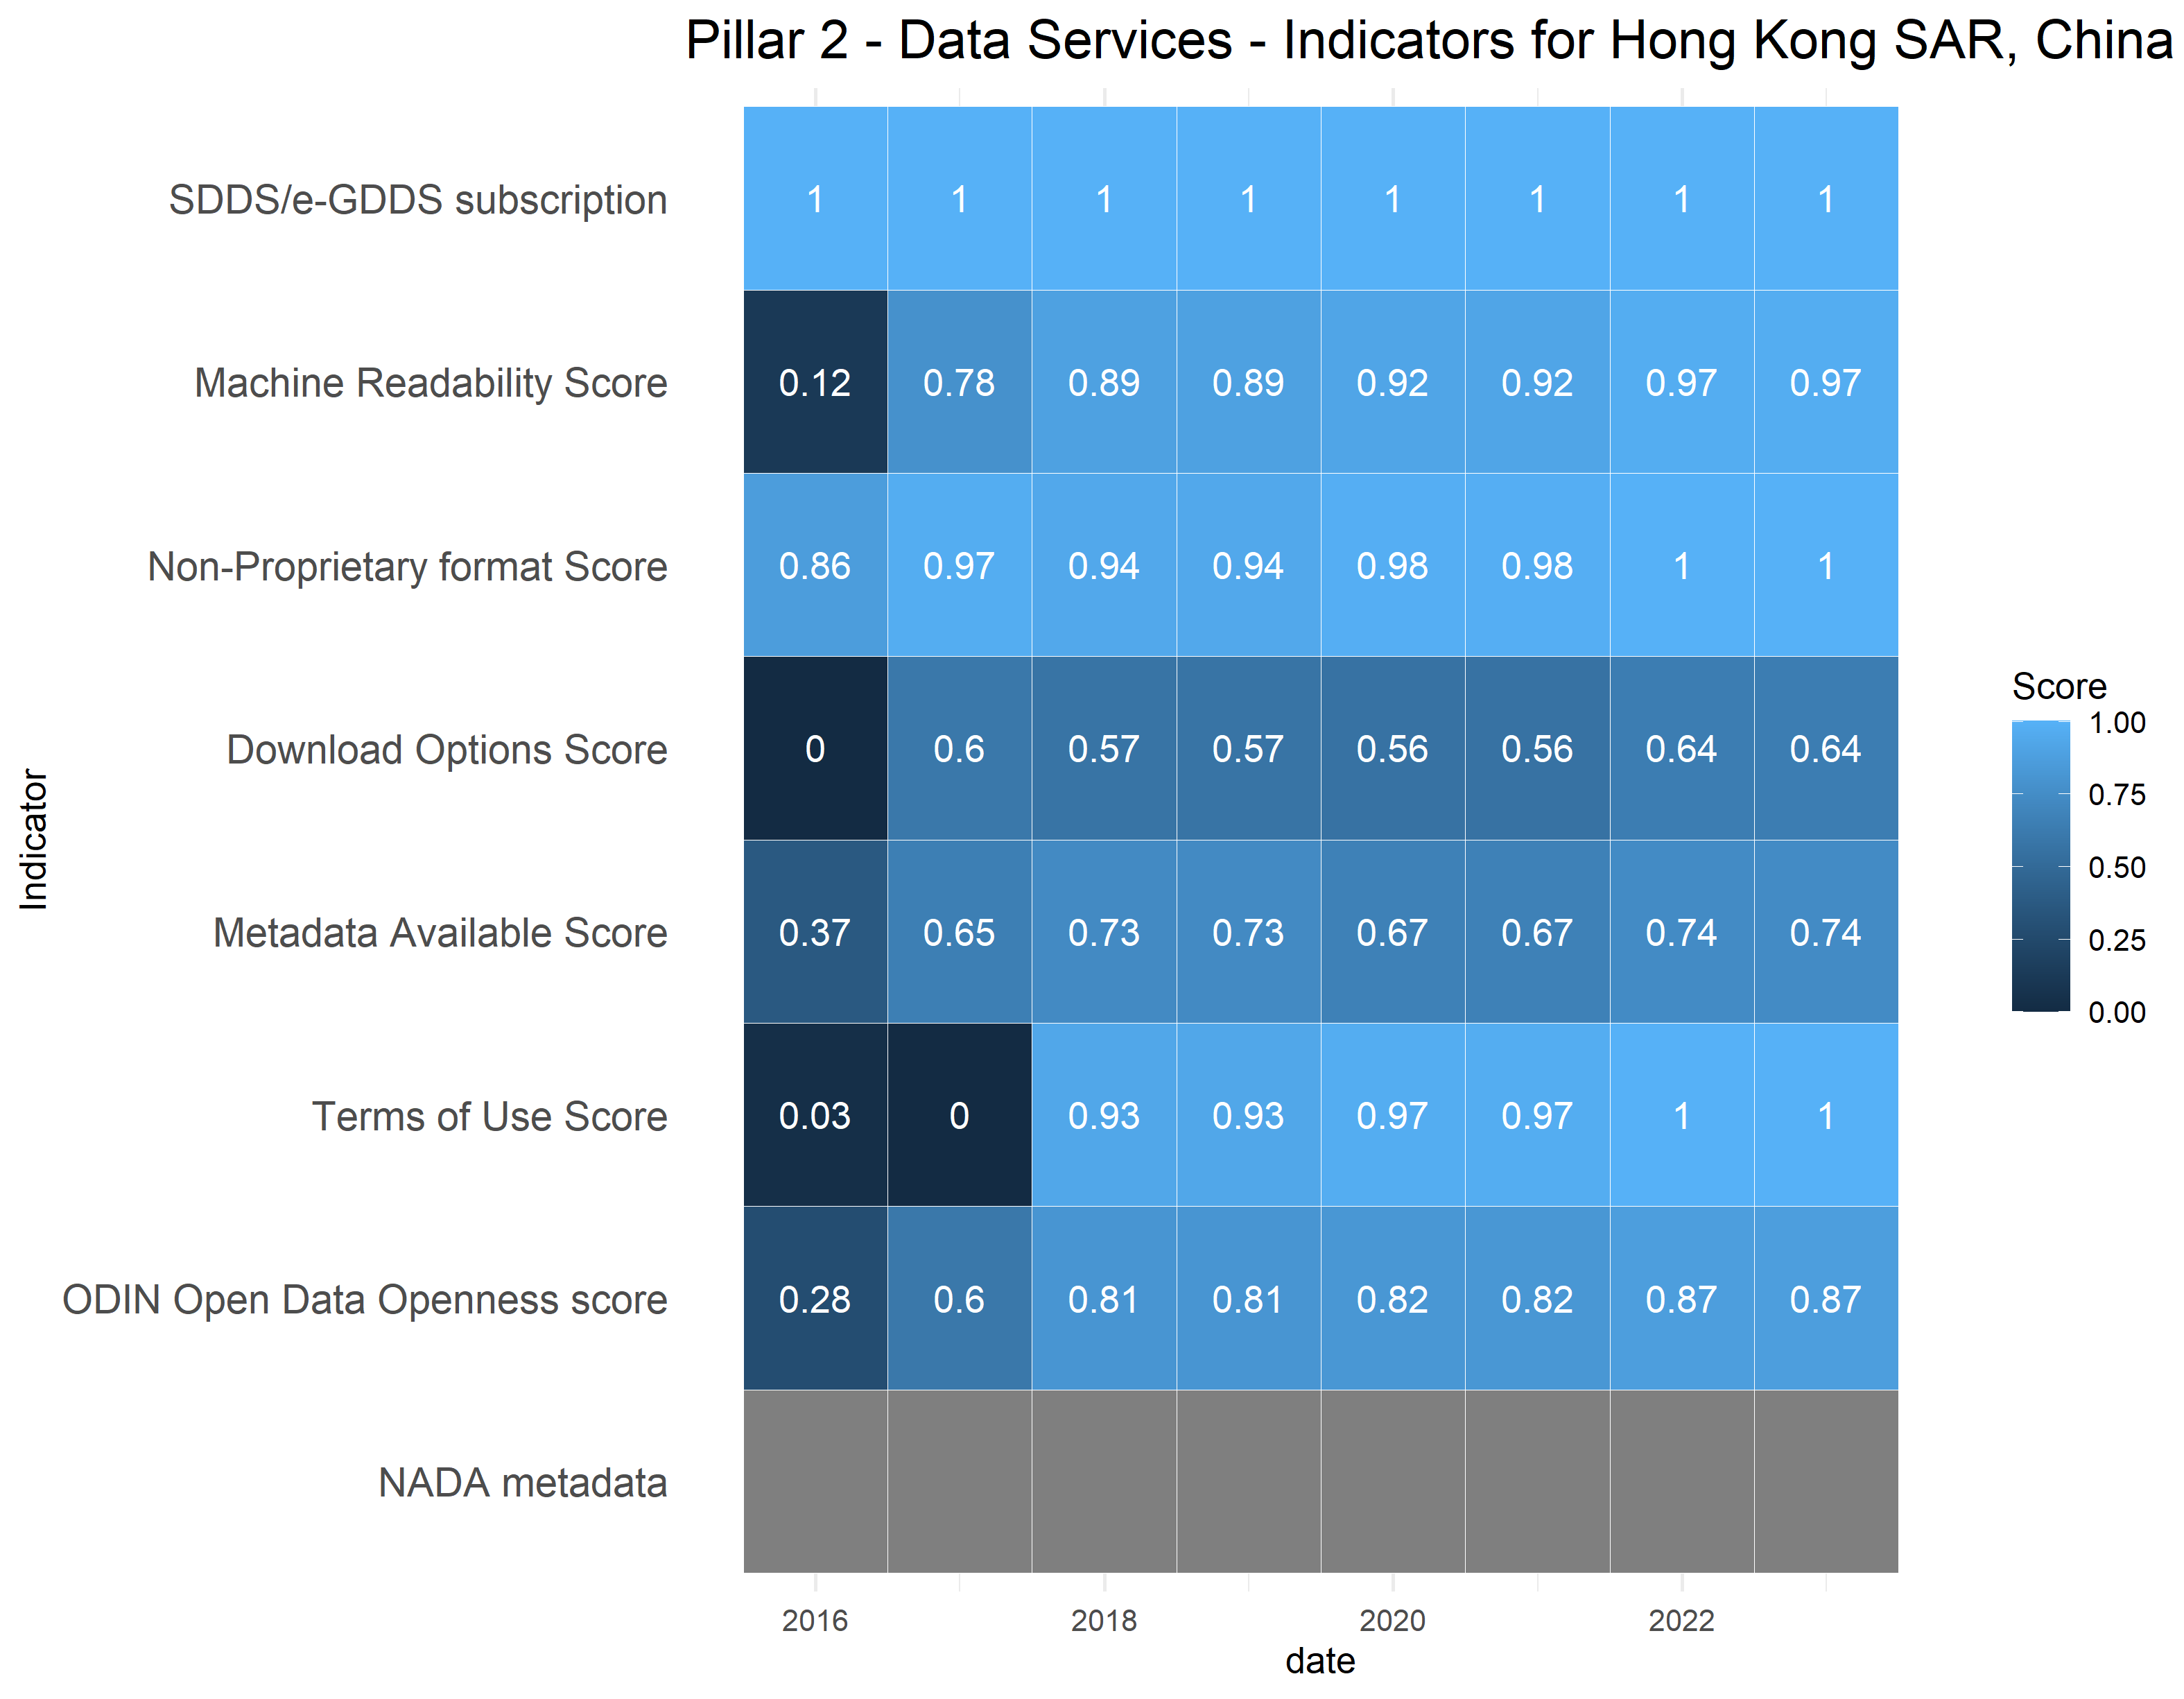 Pillar 2 - Data Services - Indicators for Hong Kong SAR, China
Indicator
SDDS/e-GDDS subscription 1 1 1 1 1 1 1 1
Machine Readability Score 0.12 0.78 0.89 0.89 0.92 0.92 0.97 0.97
Non-Proprietary format Score 0.86 0.97 0.94 0.94 0.98 0.98 1 1
Download Options Score 0 0.6 0.57 0.57 0.56 0.56 0.64 0.64
Metadata Available Score 0.37 0.65 0.73 0.73 0.67 0.67 0.74 0.74
Terms of Use Score 0.03 0 0.93 0.93 0.97 0.97 1 1
ODIN Open Data Openness score 0.28 0.6 0.81 0.81 0.82 0.82 0.87 0.87
NADA metadata
2016 2018 2020 2022
date
Score
1.00
0.75
0.50
0.25
0.00